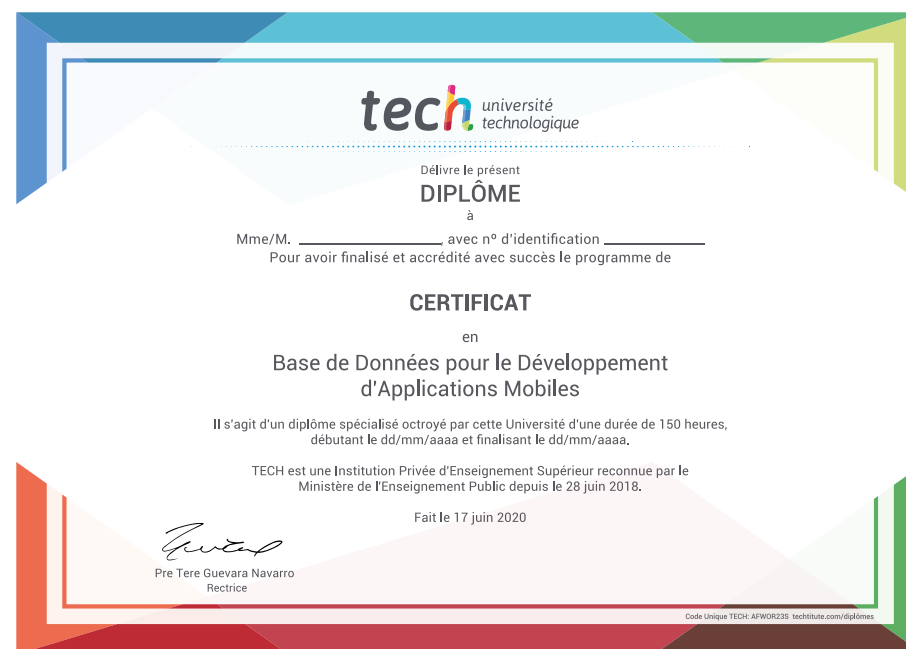 tech université
technologique
Délivre le présent
DIPLÔME
à
Mme/M. ____________________, avec nº d'identification ______________
Pour avoir finalisé et accrédité avec succès le programme de
CERTIFICAT
en
Base de Données pour le Développement
d'Applications Mobiles
Il s'agit d'un diplôme spécialisé octroyé par cette Université d'une durée de 150 heures,
débutant le dd/mm/aaaa et finalisant le dd/mm/aaaa.
TECH est une Institution Privée d'Enseignement Supérieur reconnue par le
Ministère de l'Enseignement Public depuis le 28 juin 2018.
Fait le 17 juin 2020
Pre Tere Guevara Navarro
Rectrice
Code Unique TECH: AFWOR23S techtitute.com/diplômes